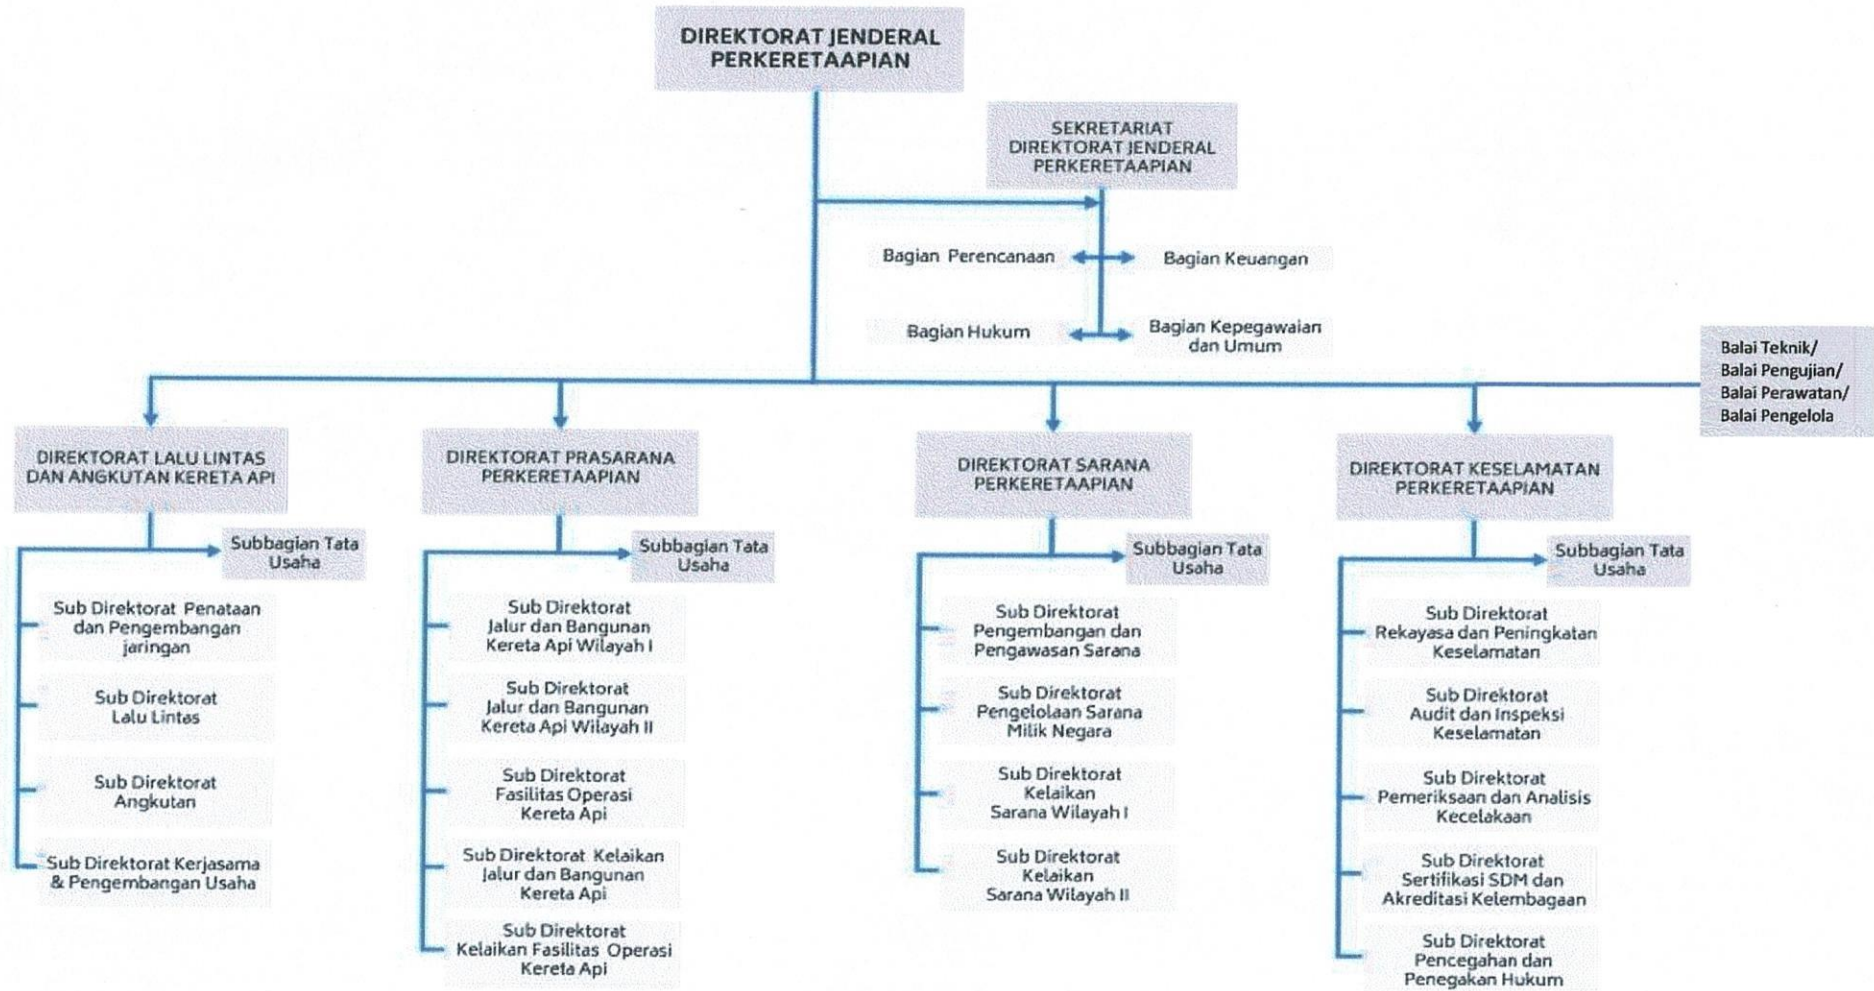 DIREKTORAT JENDERAL
PERKERETAAPIAN
SEKRETARIAT
DIREKTORAT JENDERAL
PERKERETAAPIAN
Bagian Perencanaan
Bagian Keuangan
Bagian Hukum
Bagian Kepegawaian
dan Umum
Balai Teknik/
Balai Pengujian/
Balai Perawatan/
Balai Pengelola
DIREKTORAT LALU LINTAS
DAN ANGKUTAN KERETA API
Subbagian Tata
Usaha
Sub Direktorat Penataan
dan Pengembangan
jaringan
Sub Direktorat
Lalu Lintas
Sub Direktorat
Angkutan
Sub Direktorat Kerjasama
& Pengembangan Usaha
DIREKTORAT PRASARANA
PERKERETAAPIAN
Subbagian Tata
Usaha
Sub Direktorat
Jalur dan Bangunan
Kereta Api Wilayah I
Sub Direktorat
Jalur dan Bangunan
Kereta Api Wilayah II
Sub Direktorat
Fasilitas Operasi
Kereta Api
Sub Direktorat Kelaikan
Jalur dan Bangunan
Kereta Api
Sub Direktorat
Kelaikan Fasilitas Operasi
Kereta Api
DIREKTORAT SARANA
PERKERETAAPIAN
Subbagian Tata
Usaha
Sub Direktorat
Pengembangan dan
Pengawasan Sarana
Sub Direktorat
Pengelolaan Sarana
Milik Negara
Sub Direktorat
Kelaikan
Sarana Wilayah I
Sub Direktorat
Kelaikan
Sarana Wilayah II
DIREKTORAT KESELAMATAN
PERKERETAAPIAN
Subbagian Tata
Usaha
Sub Direktorat
Rekayasa dan Peningkatan
Keselamatan
Sub Direktorat
Audit dan Inspeksi
Keselamatan
Sub Direktorat
Pemeriksaan dan Analisis
Kecelakaan
Sub Direktorat
Sertifikasi SDM dan
Akreditasi Kelembagaan
Sub Direktorat
Pencegahan dan
Penegakan Hukum